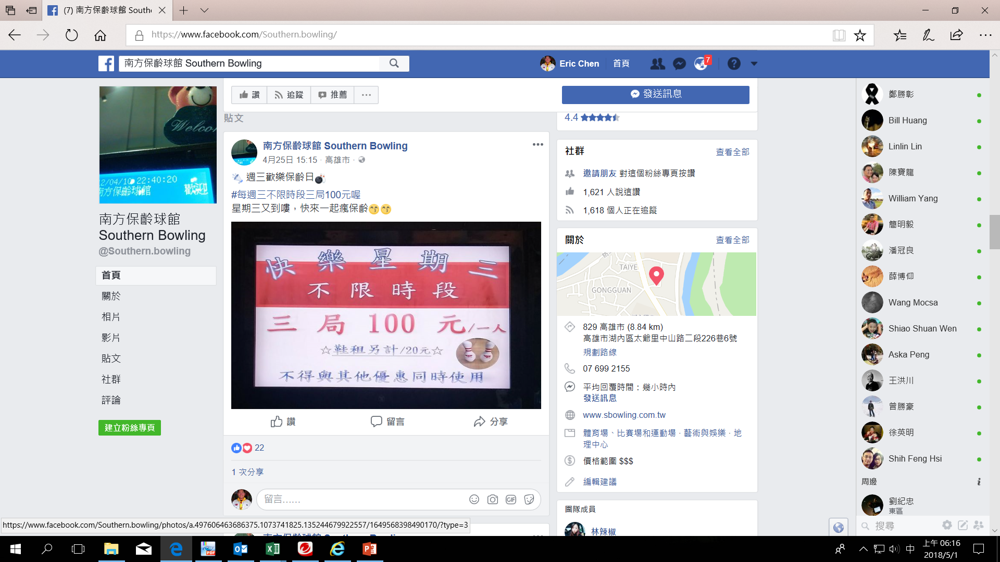 (7) 南方保齡球館 South
https://www.facebook.com/Southern.bowling/
南方保齡球館 Southern Bowling
Eric Chen
首頁
7
讚
追蹤
推薦
發送訊息
Welco
22:40:20
南方保齡球館
歡迎
南方保齡球館
Southern Bowling
@Southern.bowling
首頁
關於
相片
影片
貼文
社群
評論
建立粉絲專頁
貼文
南方保齡球館 Southern Bowling
4月25日 15:15 · 高雄市 ·
週三歡樂保齡日
#每週三不限時段三局100元喔
星期三又到嘍，快來一起瘋保齡
快樂星期三
不限時段
三局100元/一人
☆鞋租另計/20元☆
不得與其他優惠同時使用
讚
留言
分享
22
1 次分享
留言......
GIF
4.4
社群
查看全部
邀請朋友 對這個粉絲專頁按讚
1,621 人說這讚
1,618 個人正在追蹤
關於
查看全部
TAIYE
GONGGUAN
829 高雄市 (8.84 km)
高雄市湖內區太爺里中山路二段226巷6號
規劃路線
07 699 2155
平均回覆時間：幾小時內
發送訊息
www.sbowling.com.tw
體育場、比賽場和運動場 · 藝術與娛樂 · 地
理中心
價格範圍 $$$
編輯建議
團隊成員
林辣椒
鄭勝彰
Bill Huang
Linlin Lin
陳寶龍
William Yang
簡明毅
潘冠良
薛博仰
Wang Mocsa
Shiao Shuan Wen
Aska Peng
王洪川
曾勝豪
徐英明
Shih Feng Hsi
周邊
劉紀忠
東區
搜尋
https://www.facebook.com/Southern.bowling/photos/a.497606463686375.1073741825.135244679922557/1649568398490170/?type=3
中
上午 06:16
2018/5/1